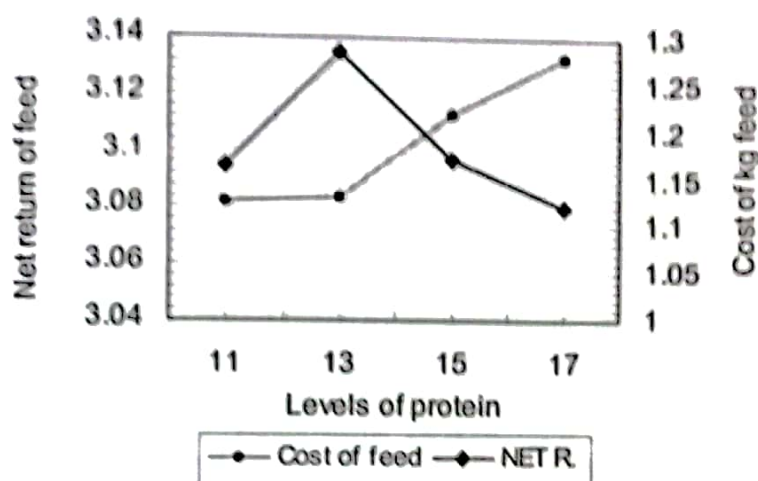 3.14
3.12
3.1
3.08
3.06
3.04
Net return of feed
1.3
1.25
1.2
1.15
1.1
1.05
1
Cost of kg feed
11 13 15 17
Levels of protein
Cost of feed NET R.